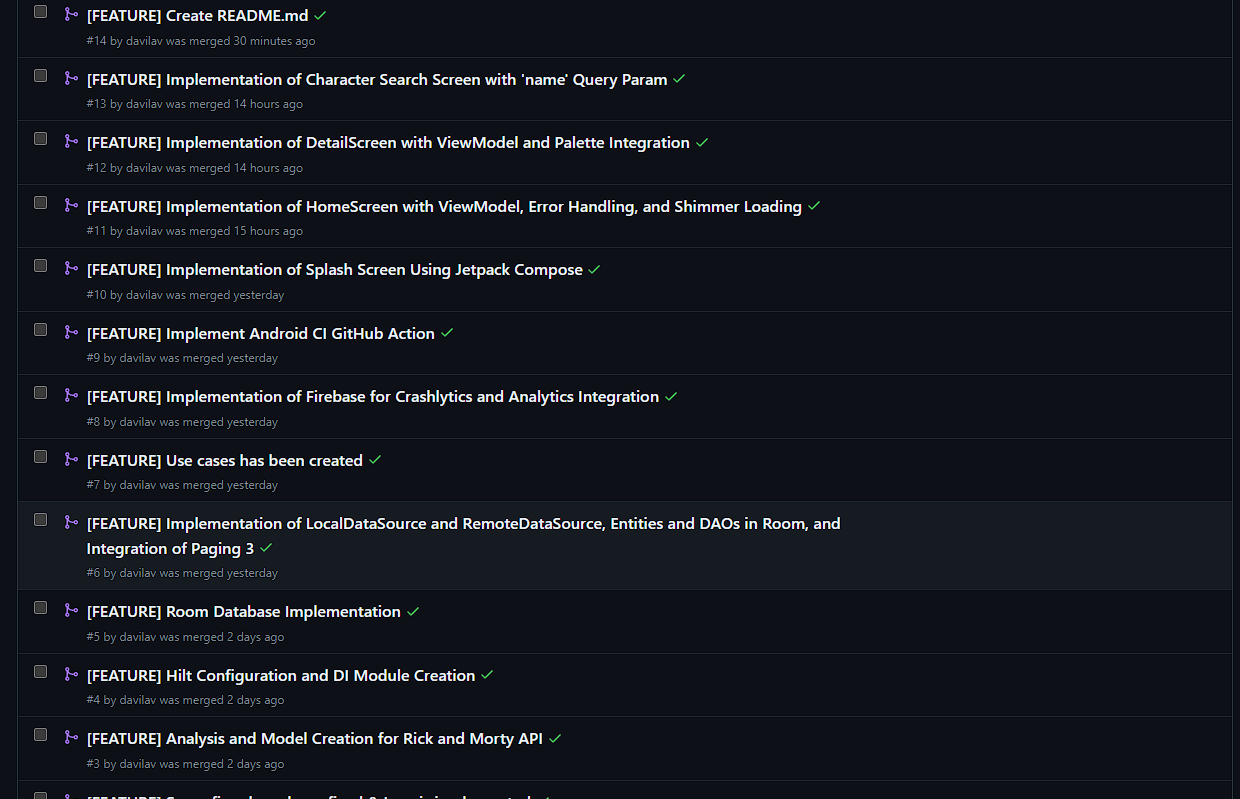 [FEATURE] Create README.md
#14 by davilav was merged 30 minutes ago
[FEATURE] Implementation of Character Search Screen with 'name' Query Param
#13 by davilav was merged 14 hours ago
[FEATURE] Implementation of DetailScreen with ViewModel and Palette Integration
#12 by davilav was merged 14 hours ago
[FEATURE] Implementation of HomeScreen with ViewModel, Error Handling, and Shimmer Loading
#11 by davilav was merged 15 hours ago
[FEATURE] Implementation of Splash Screen Using Jetpack Compose
#10 by davilav was merged yesterday
[FEATURE] Implement Android CI GitHub Action
#9 by davilav was merged yesterday
[FEATURE] Implementation of Firebase for Crashlytics and Analytics Integration
#8 by davilav was merged yesterday
[FEATURE] Use cases has been created
#7 by davilav was merged yesterday
[FEATURE] Implementation of LocalDataSource and RemoteDataSource, Entities and DAOs in Room, and
Integration of Paging 3
#6 by davilav was merged yesterday
[FEATURE] Room Database Implementation
#5 by davilav was merged 2 days ago
[FEATURE] Hilt Configuration and DI Module Creation
#4 by davilav was merged 2 days ago
[FEATURE] Analysis and Model Creation for Rick and Morty API
#3 by davilav was merged 2 days ago
[FEATURE]